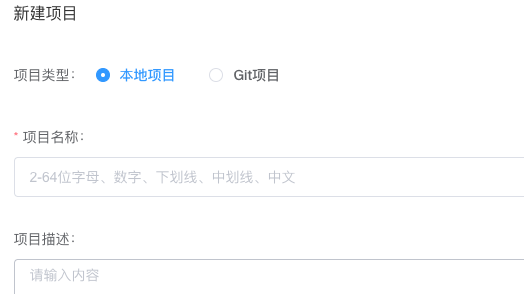 新建项目
项目类型： 本地项目 Git项目
* 项目名称：
2-64位字母、数字、下划线、中划线、中文
项目描述：
请输入内容